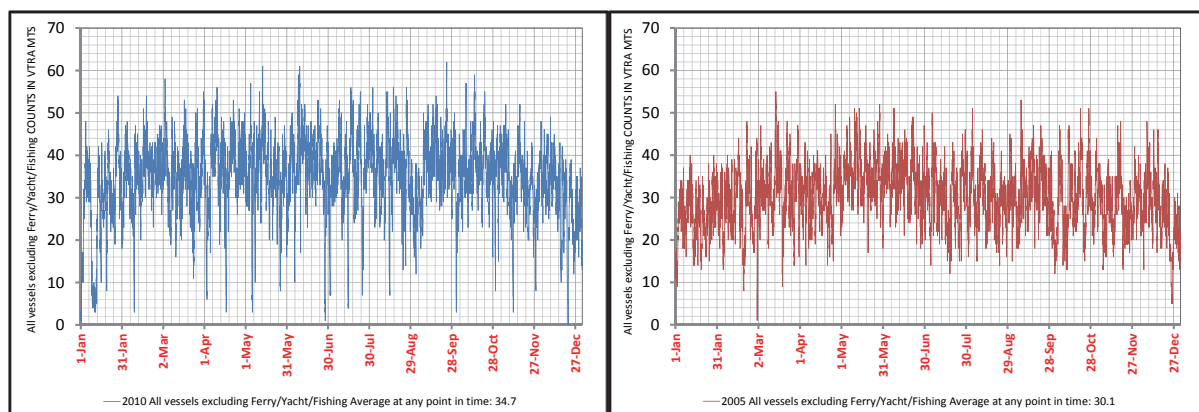 All vessels excluding Ferry/Yacht/Fishing COUNTS IN VTRA MTS
70
60
50
40
30
20
10
0
1-Jan
31-Jan
2-Mar
1-Apr
1-May
31-May
30-Jun
30-Jul
29-Aug
28-Sep
28-Oct
27-Nov
27-Dec
2010 All vessels excluding Ferry/Yacht/Fishing Average at any point in time: 34.7
All vessels excluding Ferry/Yacht/Fishing COUNTS IN VTRA MTS
70
60
50
40
30
20
10
0
1-Jan
31-Jan
2-Mar
1-Apr
1-May
31-May
30-Jun
30-Jul
29-Aug
28-Sep
28-Oct
27-Nov
27-Dec
2005 All vessels excluding Ferry/Yacht/Fishing Average at any point in time: 30.1